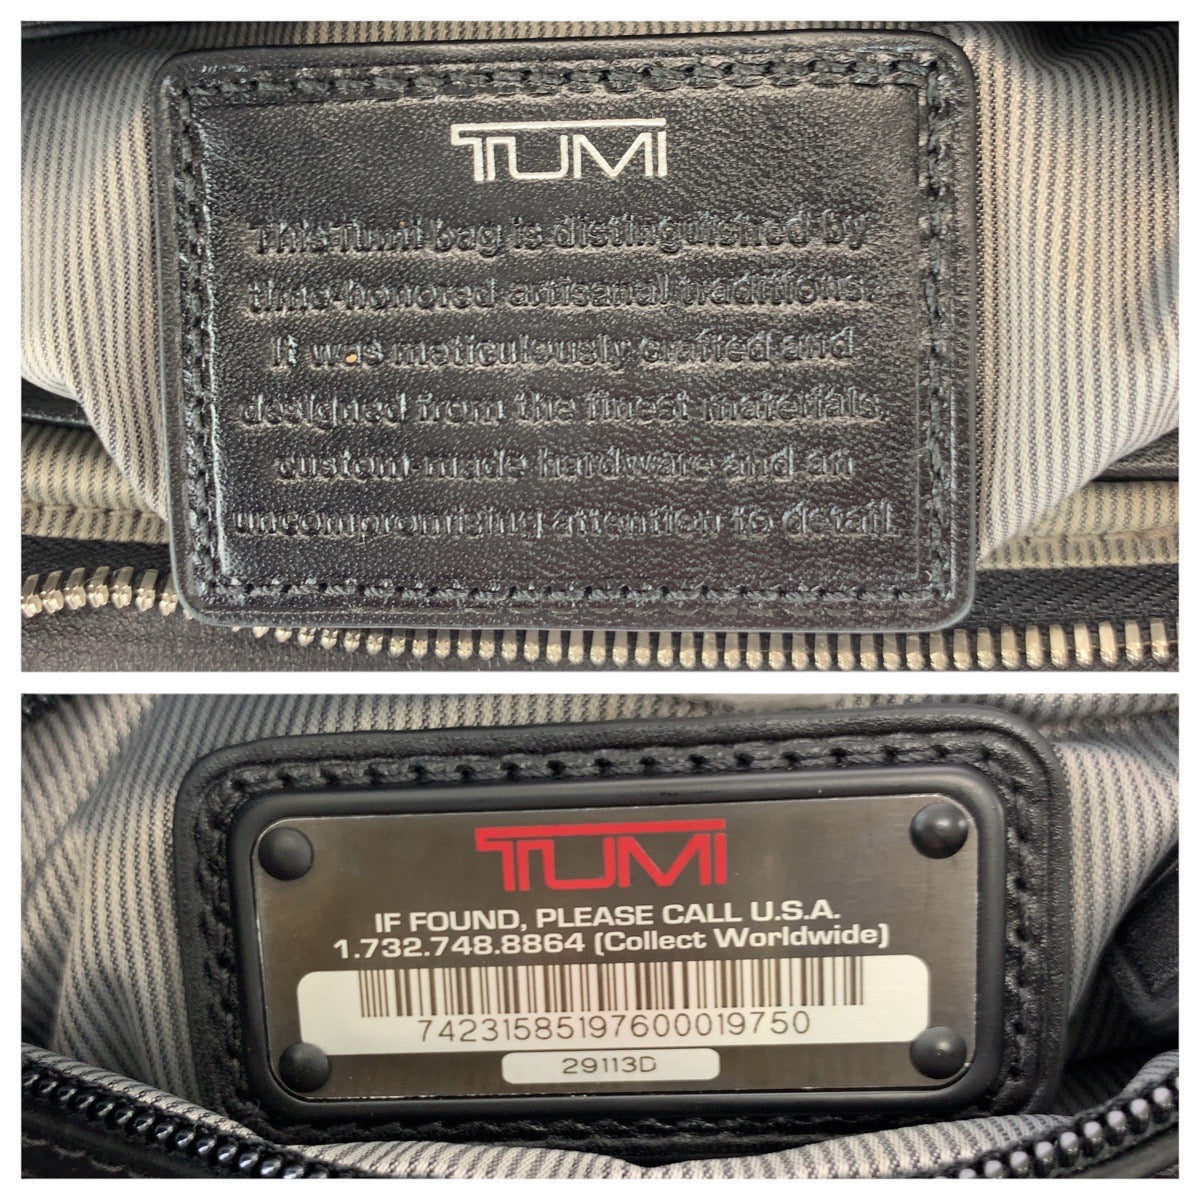 TUMI
This Tumi bag is distinguished by
time-honored artisanal traditions.
It was meticulously crafted and
designed from the finest materials,
custom-made hardware and an
uncompromising attention to detail.
TUMI
IF FOUND, PLEASE CALL U.S.A.
1.732.748.8864 (Collect Worldwide)
74231585197600019750
29113D